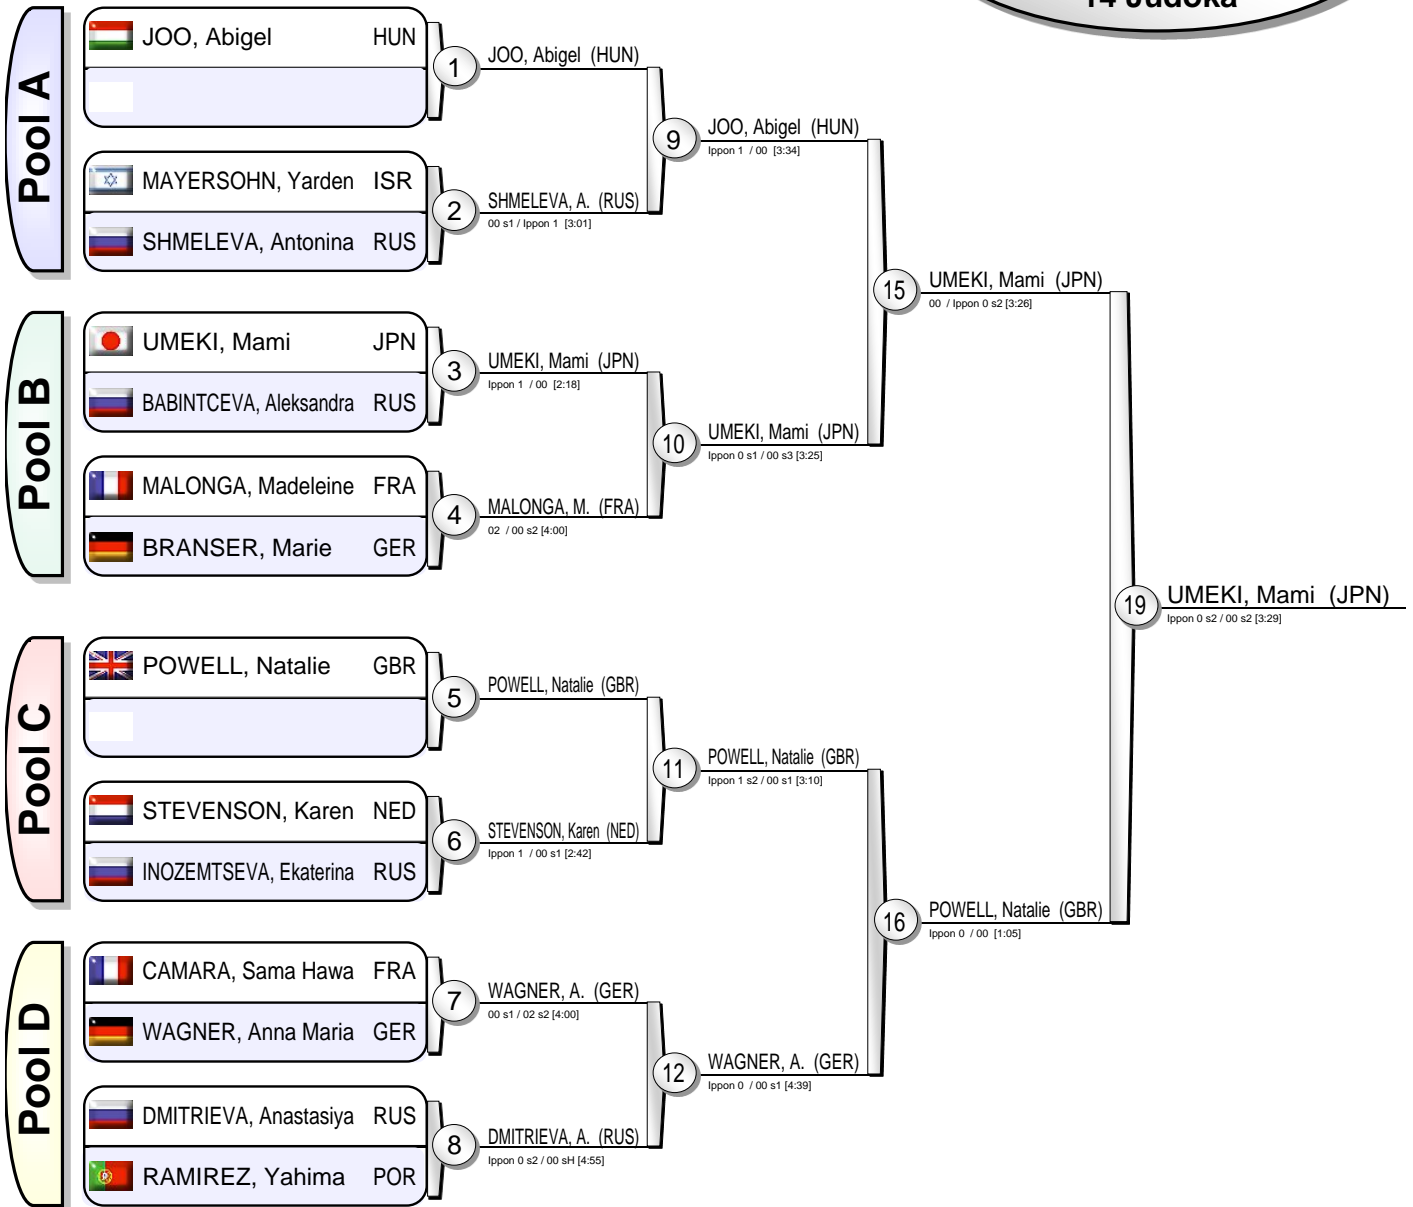 14 Judoka
Pool A
JOO, Abigel HUN
MAYERSOHN, Yarden ISR
SHMELEVA, Antonina RUS
Pool B
UMEKI, Mami JPN
BABINTCEVA, Aleksandra RUS
MALONGA, Madeleine FRA
BRANSER, Marie GER
Pool C
POWELL, Natalie GBR
STEVENSON, Karen NED
INOZEMTSEVA, Ekaterina RUS
Pool D
CAMARA, Sama Hawa FRA
WAGNER, Anna Maria GER
DMITRIEVA, Anastasiya RUS
RAMIREZ, Yahima POR
1
JOO, Abigel (HUN)
2
SHMELEVA, A. (RUS)
00 s1 / Ippon 1 [3:01]
3
UMEKI, Mami (JPN)
Ippon 1 / 00 [2:18]
4
MALONGA, M. (FRA)
02 / 00 s2 [4:00]
5
POWELL, Natalie (GBR)
6
STEVENSON, Karen (NED)
Ippon 1 / 00 s1 [2:42]
7
WAGNER, A. (GER)
00 s1 / 02 s2 [4:00]
8
DMITRIEVA, A. (RUS)
Ippon 0 s2 / 00 sH [4:55]
9
JOO, Abigel (HUN)
Ippon 1 / 00 [3:34]
10
UMEKI, Mami (JPN)
Ippon 0 s1 / 00 s3 [3:25]
11
POWELL, Natalie (GBR)
Ippon 1 s2 / 00 s1 [3:10]
12
WAGNER, A. (GER)
Ippon 0 / 00 s1 [4:39]
15
UMEKI, Mami (JPN)
00 / Ippon 0 s2 [3:26]
16
POWELL, Natalie (GBR)
Ippon 0 / 00 [1:05]
19
UMEKI, Mami (JPN)
Ippon 0 s2 / 00 s2 [3:29]